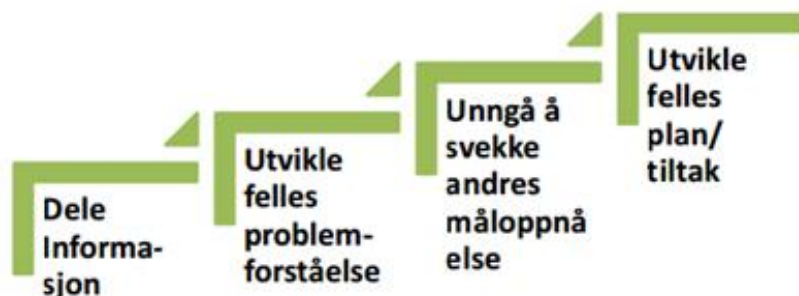 Dele
Informa-
sjon
Utvikle
felles
problem-
forståelse
Unngå å
svekke
andres
måloppnå
else
Utvikle
felles
plan/
tiltak